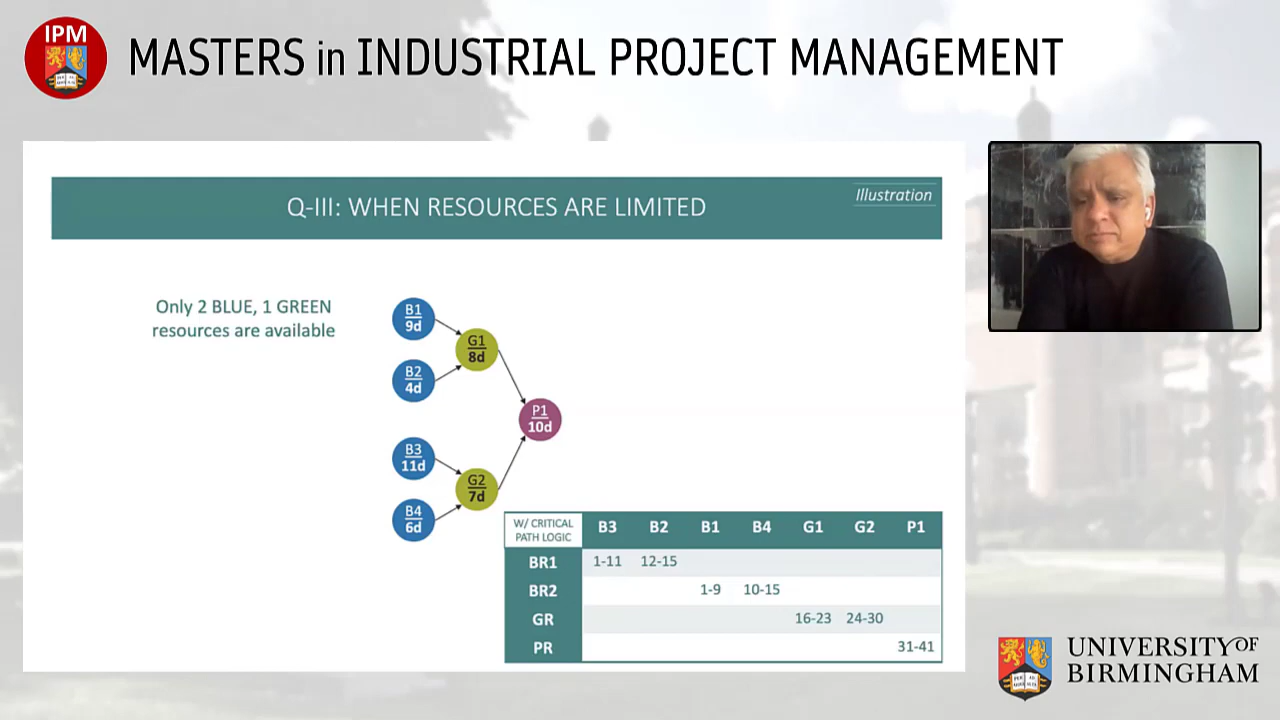 IPM
MASTERS in INDUSTRIAL PROJECT MANAGEMENT
Q-III: WHEN RESOURCES ARE LIMITED
Illustration
Only 2 BLUE, 1 GREEN
resources are available
B1
9d
G1
8d
B2
4d
P1
10d
B3
11d
G2
7d
B4
6d
W/ CRITICAL
PATH LOGIC
B3 B2 B1 B4 G1 G2 P1
BR1 1-11 12-15
BR2 1-9 10-15
GR 16-23 24-30
PR 31-41
UNIVERSITY OF
BIRMINGHAM